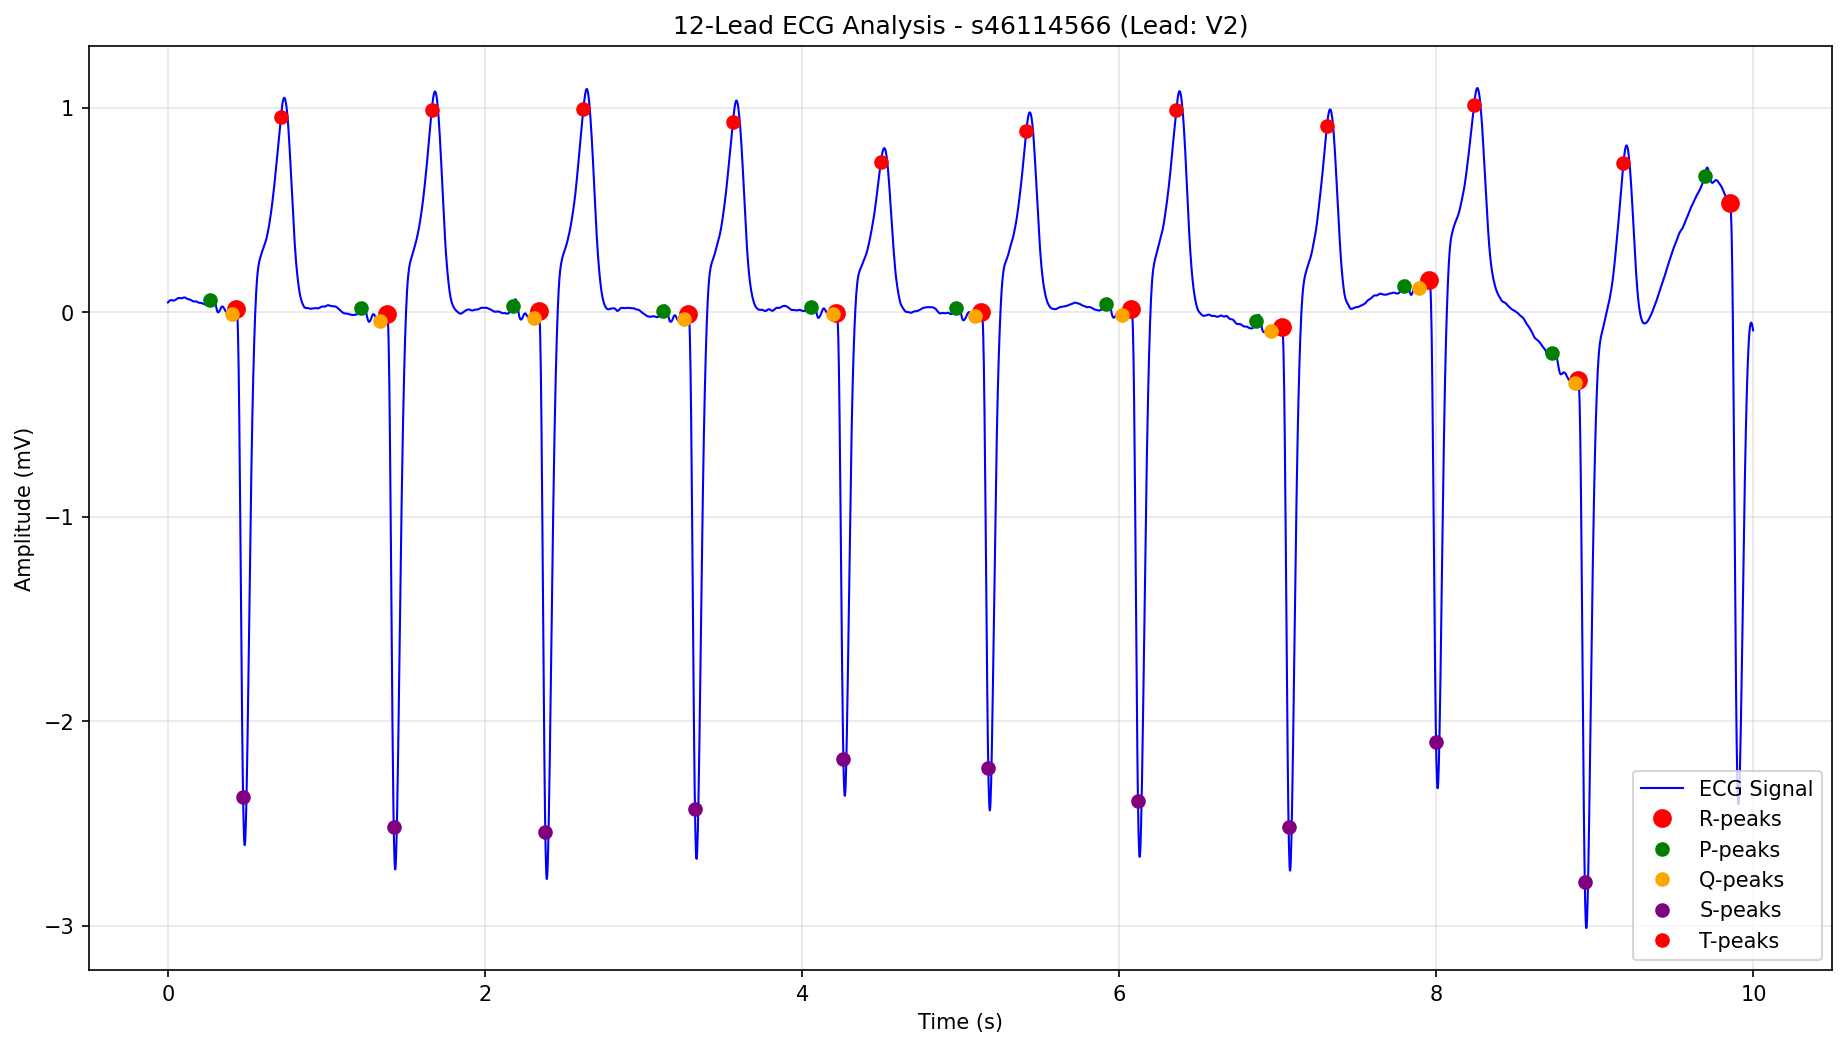 12-Lead ECG Analysis - s46114566 (Lead: V2)
1
0
−1
−2
−3
Amplitude (mV)
0 2 4 6 8 10
Time (s)
ECG Signal
R-peaks
P-peaks
Q-peaks
S-peaks
T-peaks